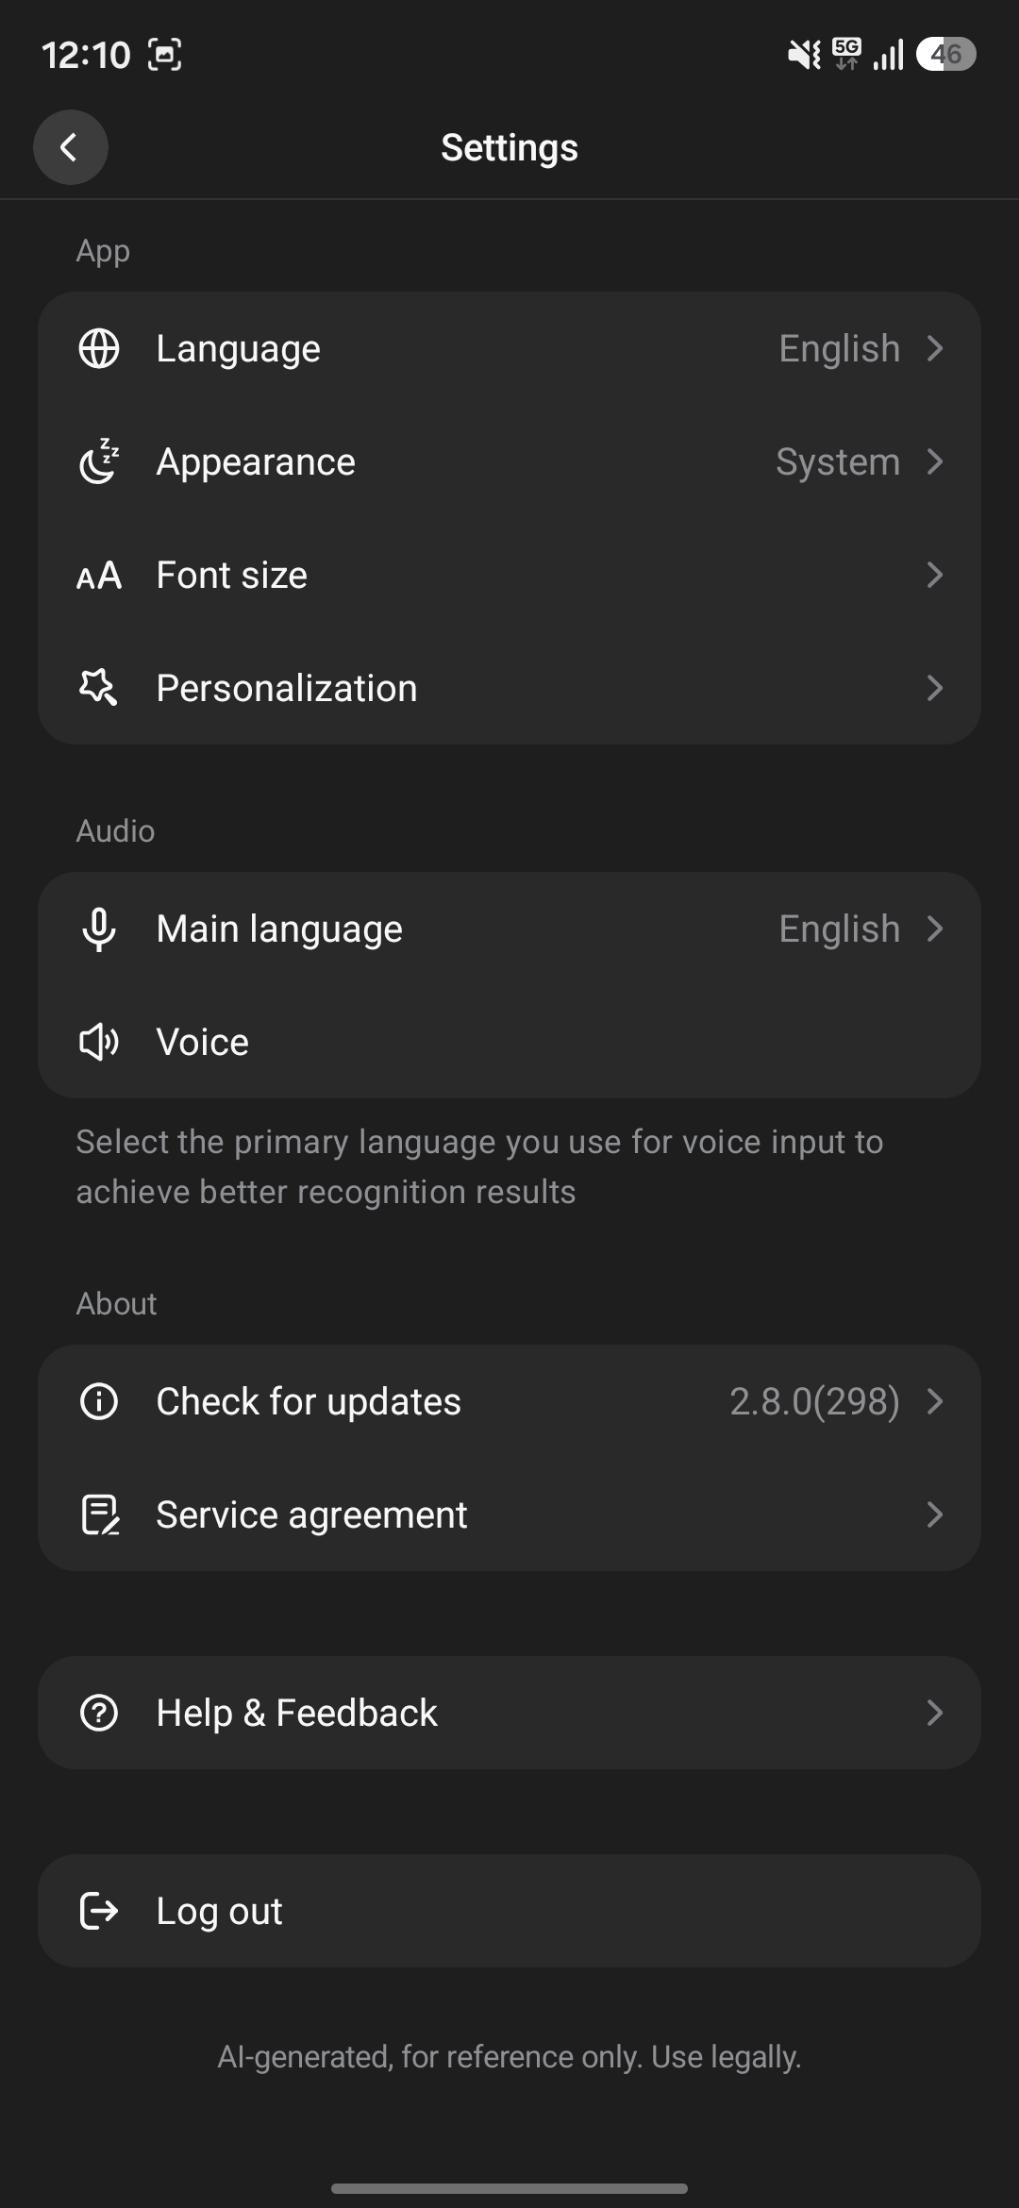 12:10
5G
46
Settings
App
Language English
Appearance System
AA Font size
Personalization
Audio
Main language English
Voice
Select the primary language you use for voice input to
achieve better recognition results
About
Check for updates 2.8.0(298)
Service agreement
Help & Feedback
Log out
AI-generated, for reference only. Use legally.